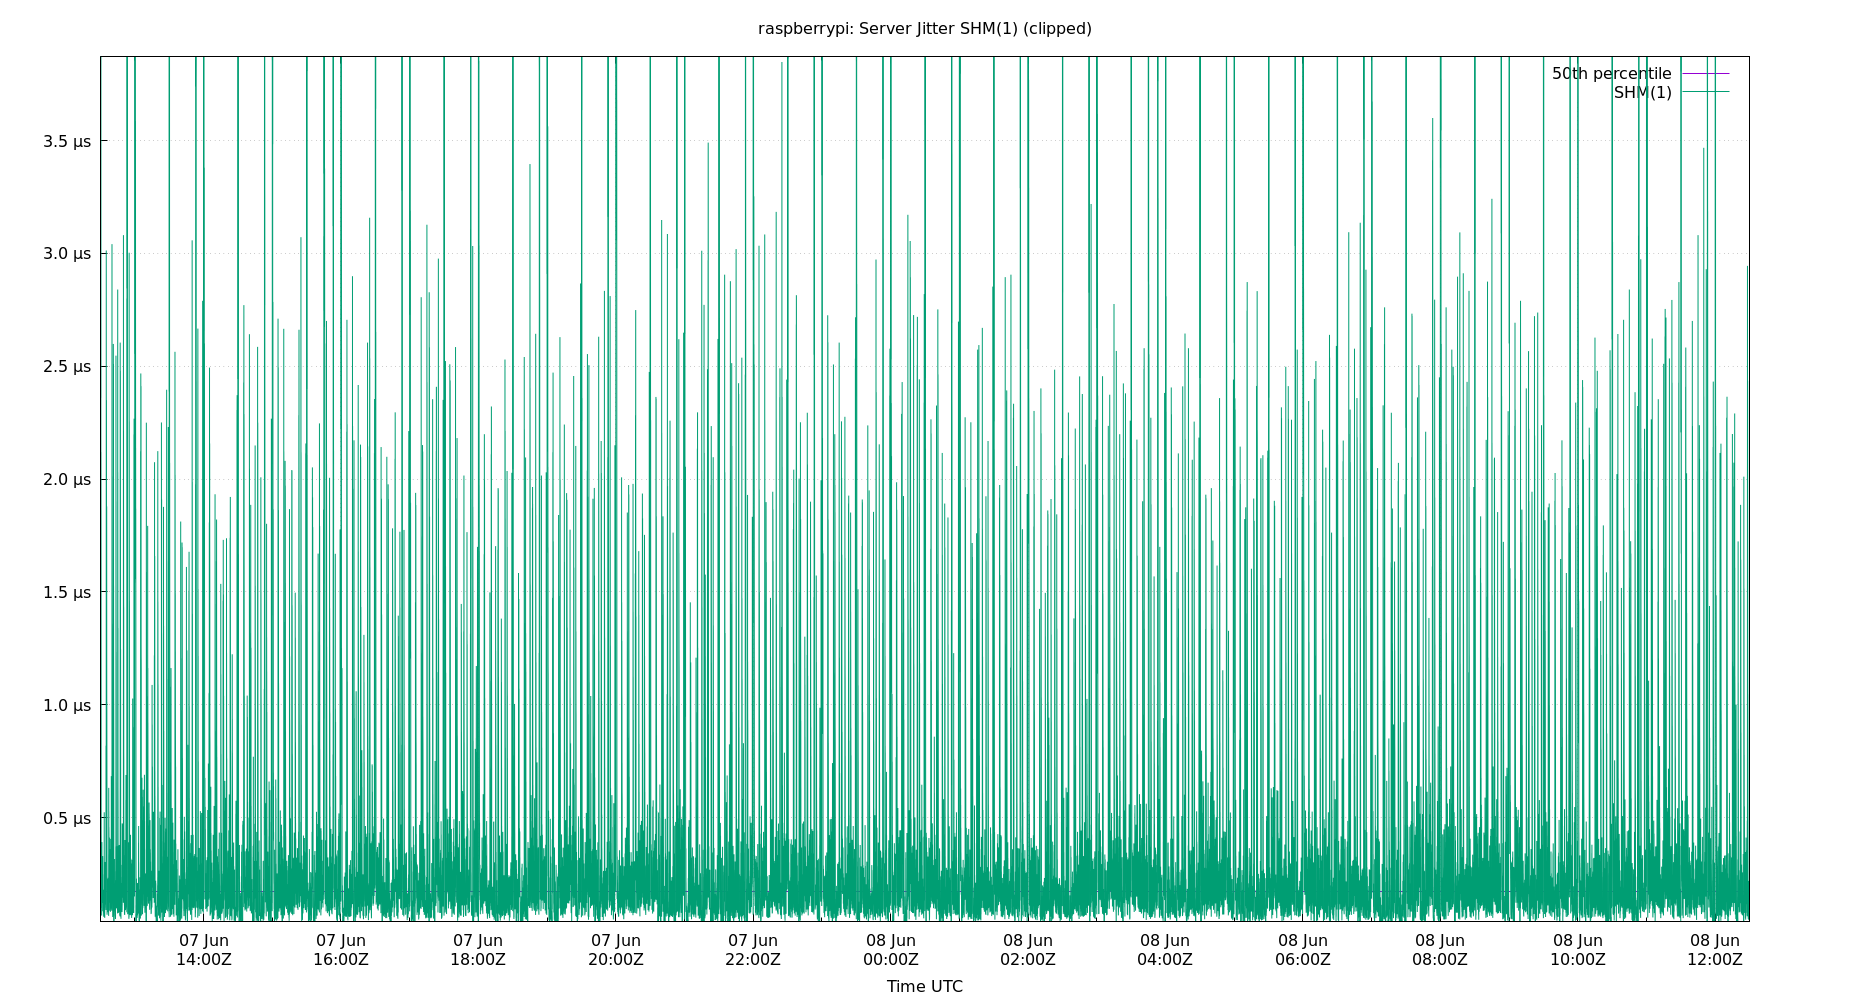 raspberrypi: Server Jitter SHM(1) (clipped)
50th percentile
SHM(1)
3.5 µs
3.0 µs
2.5 µs
2.0 µs
1.5 µs
1.0 µs
0.5 µs
07 Jun 07 Jun 07 Jun 07 Jun 07 Jun 08 Jun 08 Jun 08 Jun 08 Jun 08 Jun 08 Jun 08 Jun
14:00Z 16:00Z 18:00Z 20:00Z 22:00Z 00:00Z 02:00Z 04:00Z 06:00Z 08:00Z 10:00Z 12:00Z
Time UTC